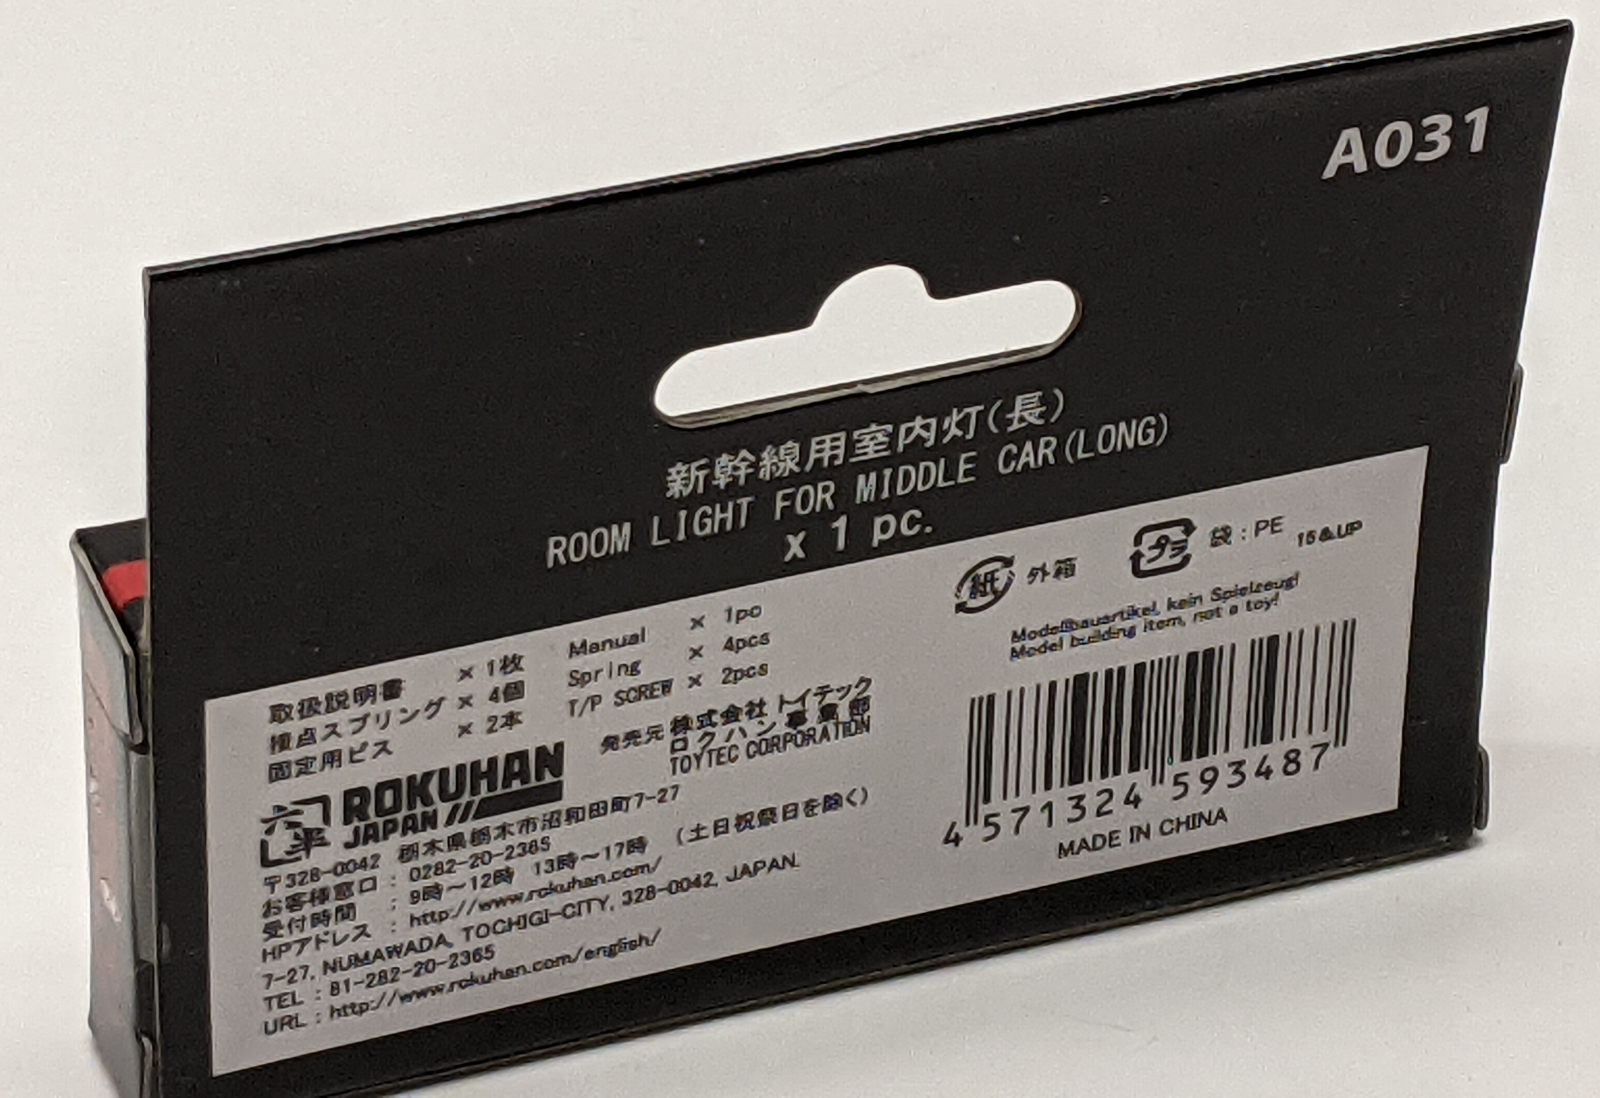 A031
新幹線用室内灯(長)
ROOM LIGHT FOR MIDDLE CAR(LONG)
x 1 pc.
取扱説明書 × 1枚 Manual × 1pc
接点スプリング × 4個 Spring × 4pcs
固定用ビス × 2本 T/P SCREW × 2pcs
発売元 株式会社 トイテック
ロクハン事業部
TOYTEC CORPORATION
六半 ROKUHAN
JAPAN
〒328-0042 栃木県栃木市沼和田町7-27
お客様窓口 : 0282-20-2365
受付時間 : 9時～12時 13時～17時 (土日祝祭日を除く)
HPアドレス : http://www.rokuhan.com/
7-27, NUMAWADA, TOCHIGI-CITY, 328-0042, JAPAN.
TEL : 81-282-20-2365
URL : http://www.rokuhan.com/english/
紙 外箱 プラ 袋 : PE 15&UP
Modellbauartikel, kein Spielzeug!
Model building item, not a toy!
4 571324 593487
MADE IN CHINA